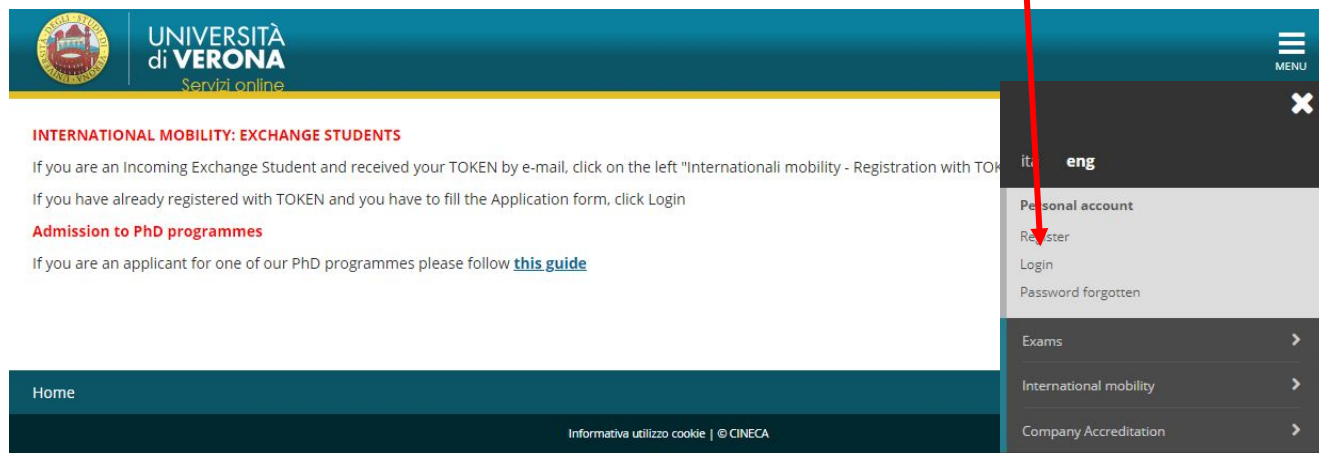 UNIVERSITÀ
di VERONA
Servizi online
MENU
INTERNATIONAL MOBILITY: EXCHANGE STUDENTS
If you are an Incoming Exchange Student and received your TOKEN by e-mail, click on the left "Internationali mobility - Registration with TOK
If you have already registered with TOKEN and you have to fill the Application form, click Login
Admission to PhD programmes
If you are an applicant for one of our PhD programmes please follow this guide
eng
Personal account
Register
Login
Password forgotten
Exams
International mobility
Company Accreditation
Home
Informativa utilizzo cookie | © CINECA